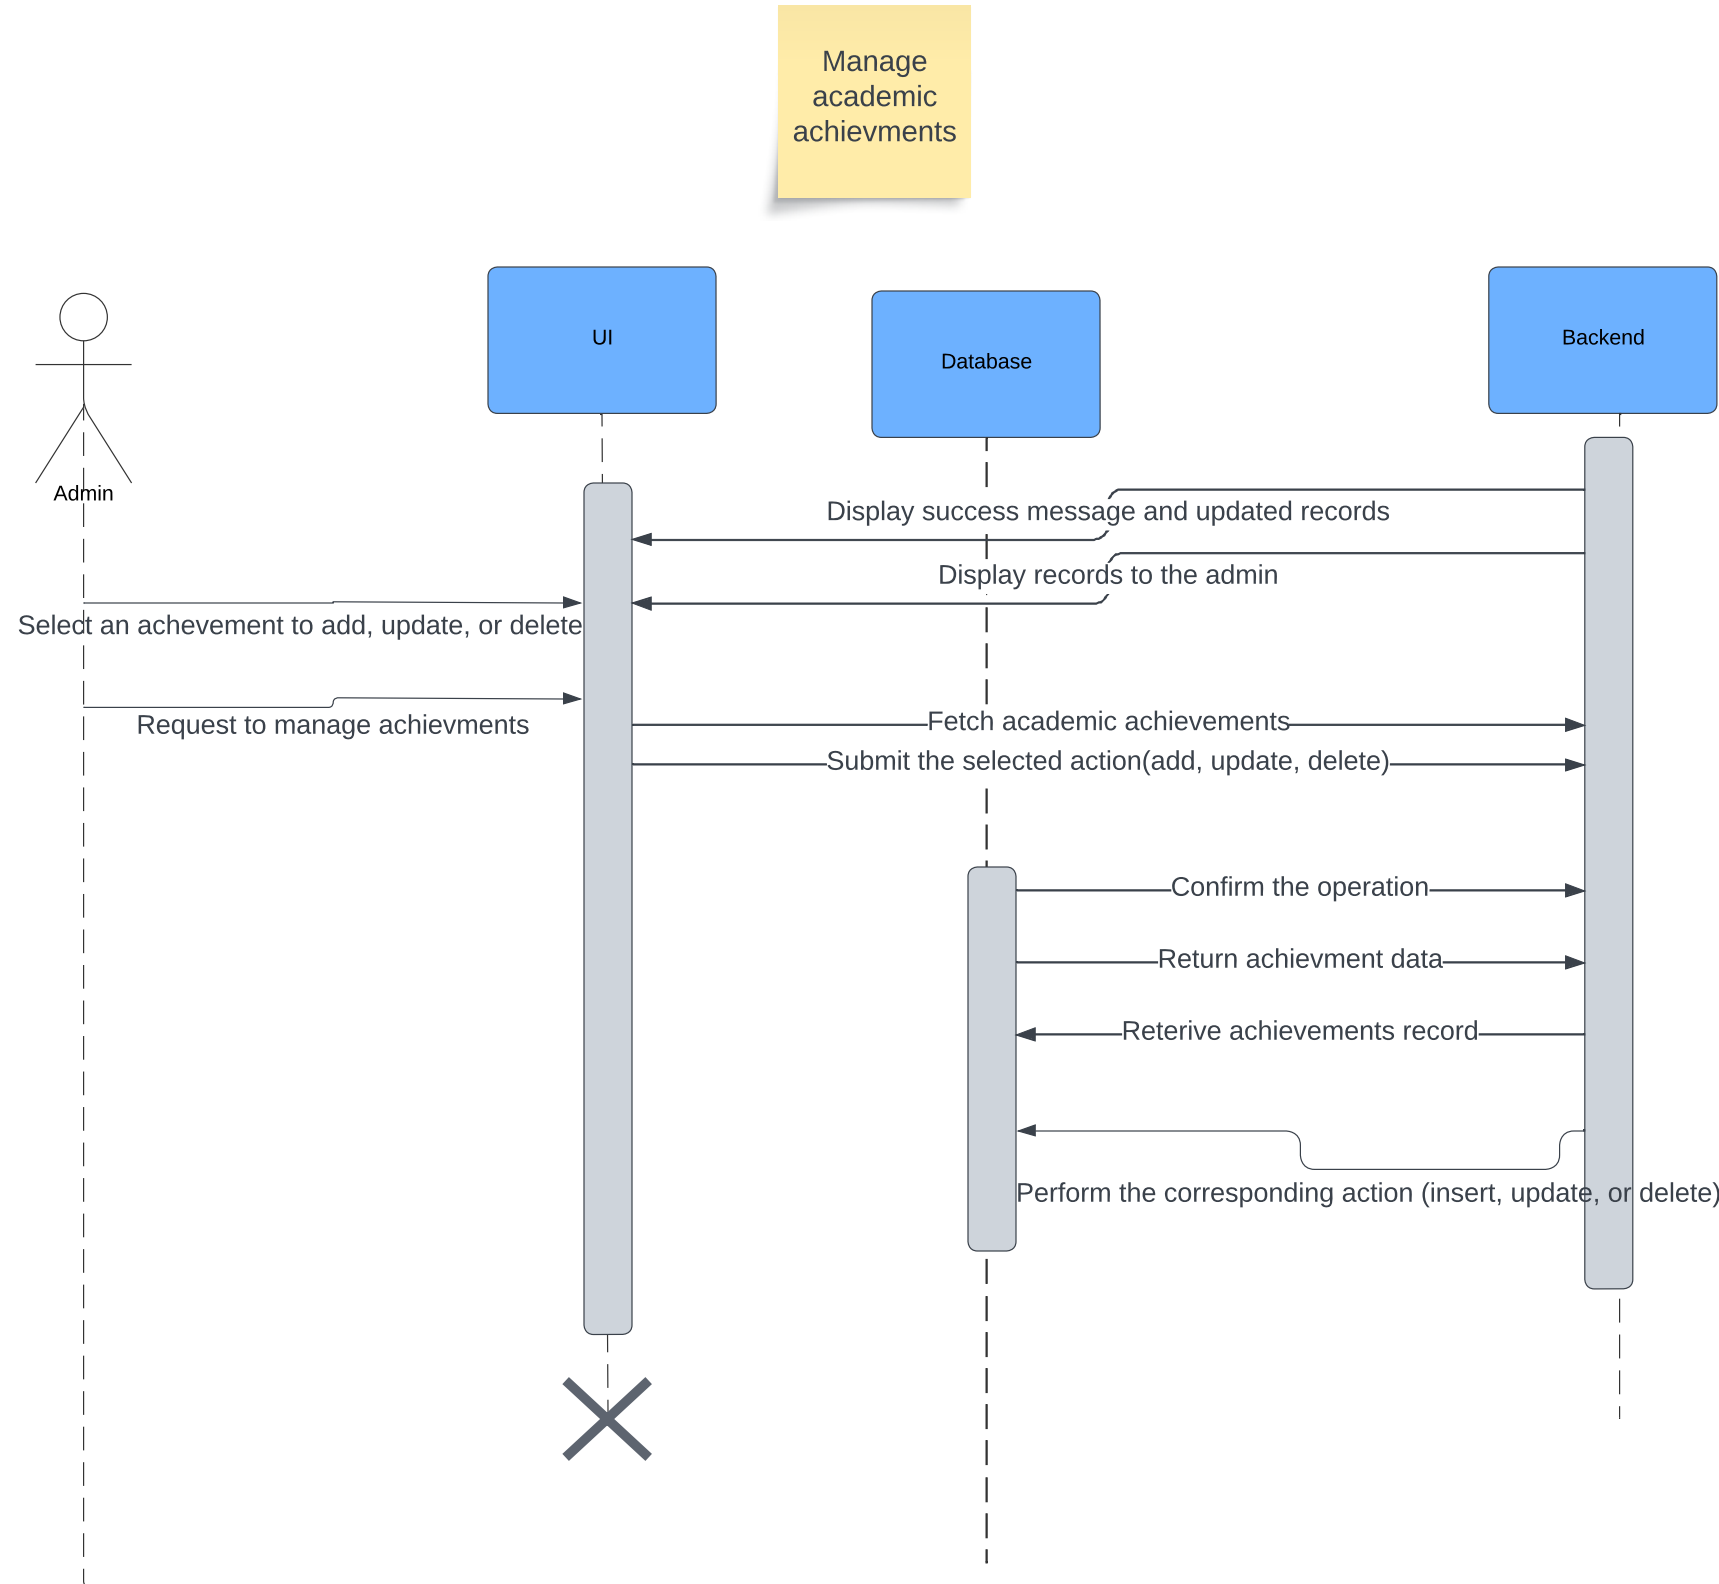 Manage
academic
achievments
UI
Database
Backend
Admin
Display success message and updated records
Display records to the admin
Select an achevement to add, update, or delete
Request to manage achievments
Fetch academic achievements
Submit the selected action(add, update, delete)
Confirm the operation
Return achievment data
Reterive achievements record
Perform the corresponding action (insert, update, or delete)